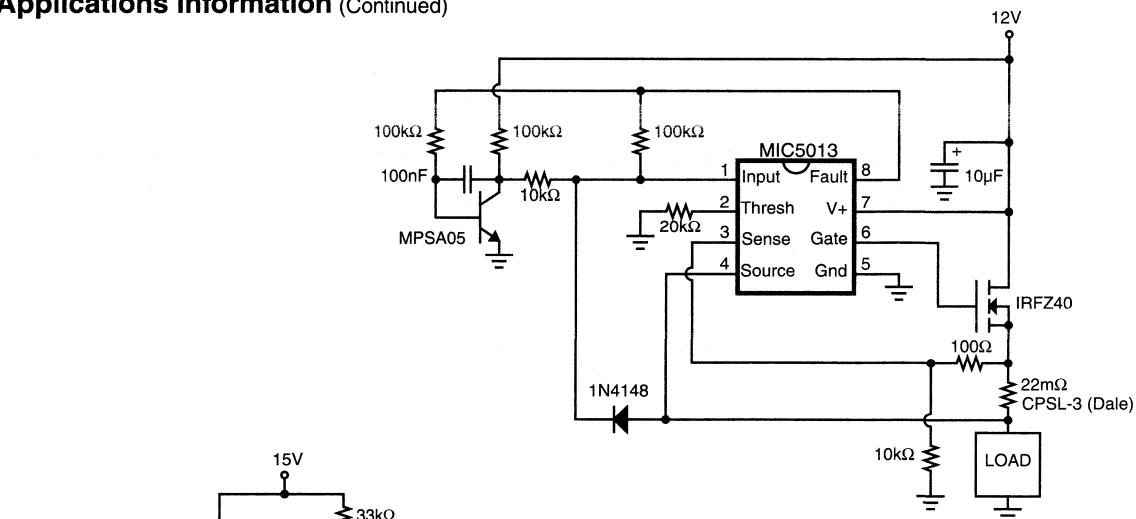 Applications Information (Continued)
12V
100kΩ
100kΩ
100kΩ
MIC5013
10µF
+
100nF
10kΩ
1
Input
Fault
8
2
Thresh
V+
7
20kΩ
MPSA05
3
Sense
Gate
6
4
Source
Gnd
5
IRFZ40
100Ω
22mΩ
CPSL-3 (Dale)
1N4148
10kΩ
LOAD
15V
33kΩ